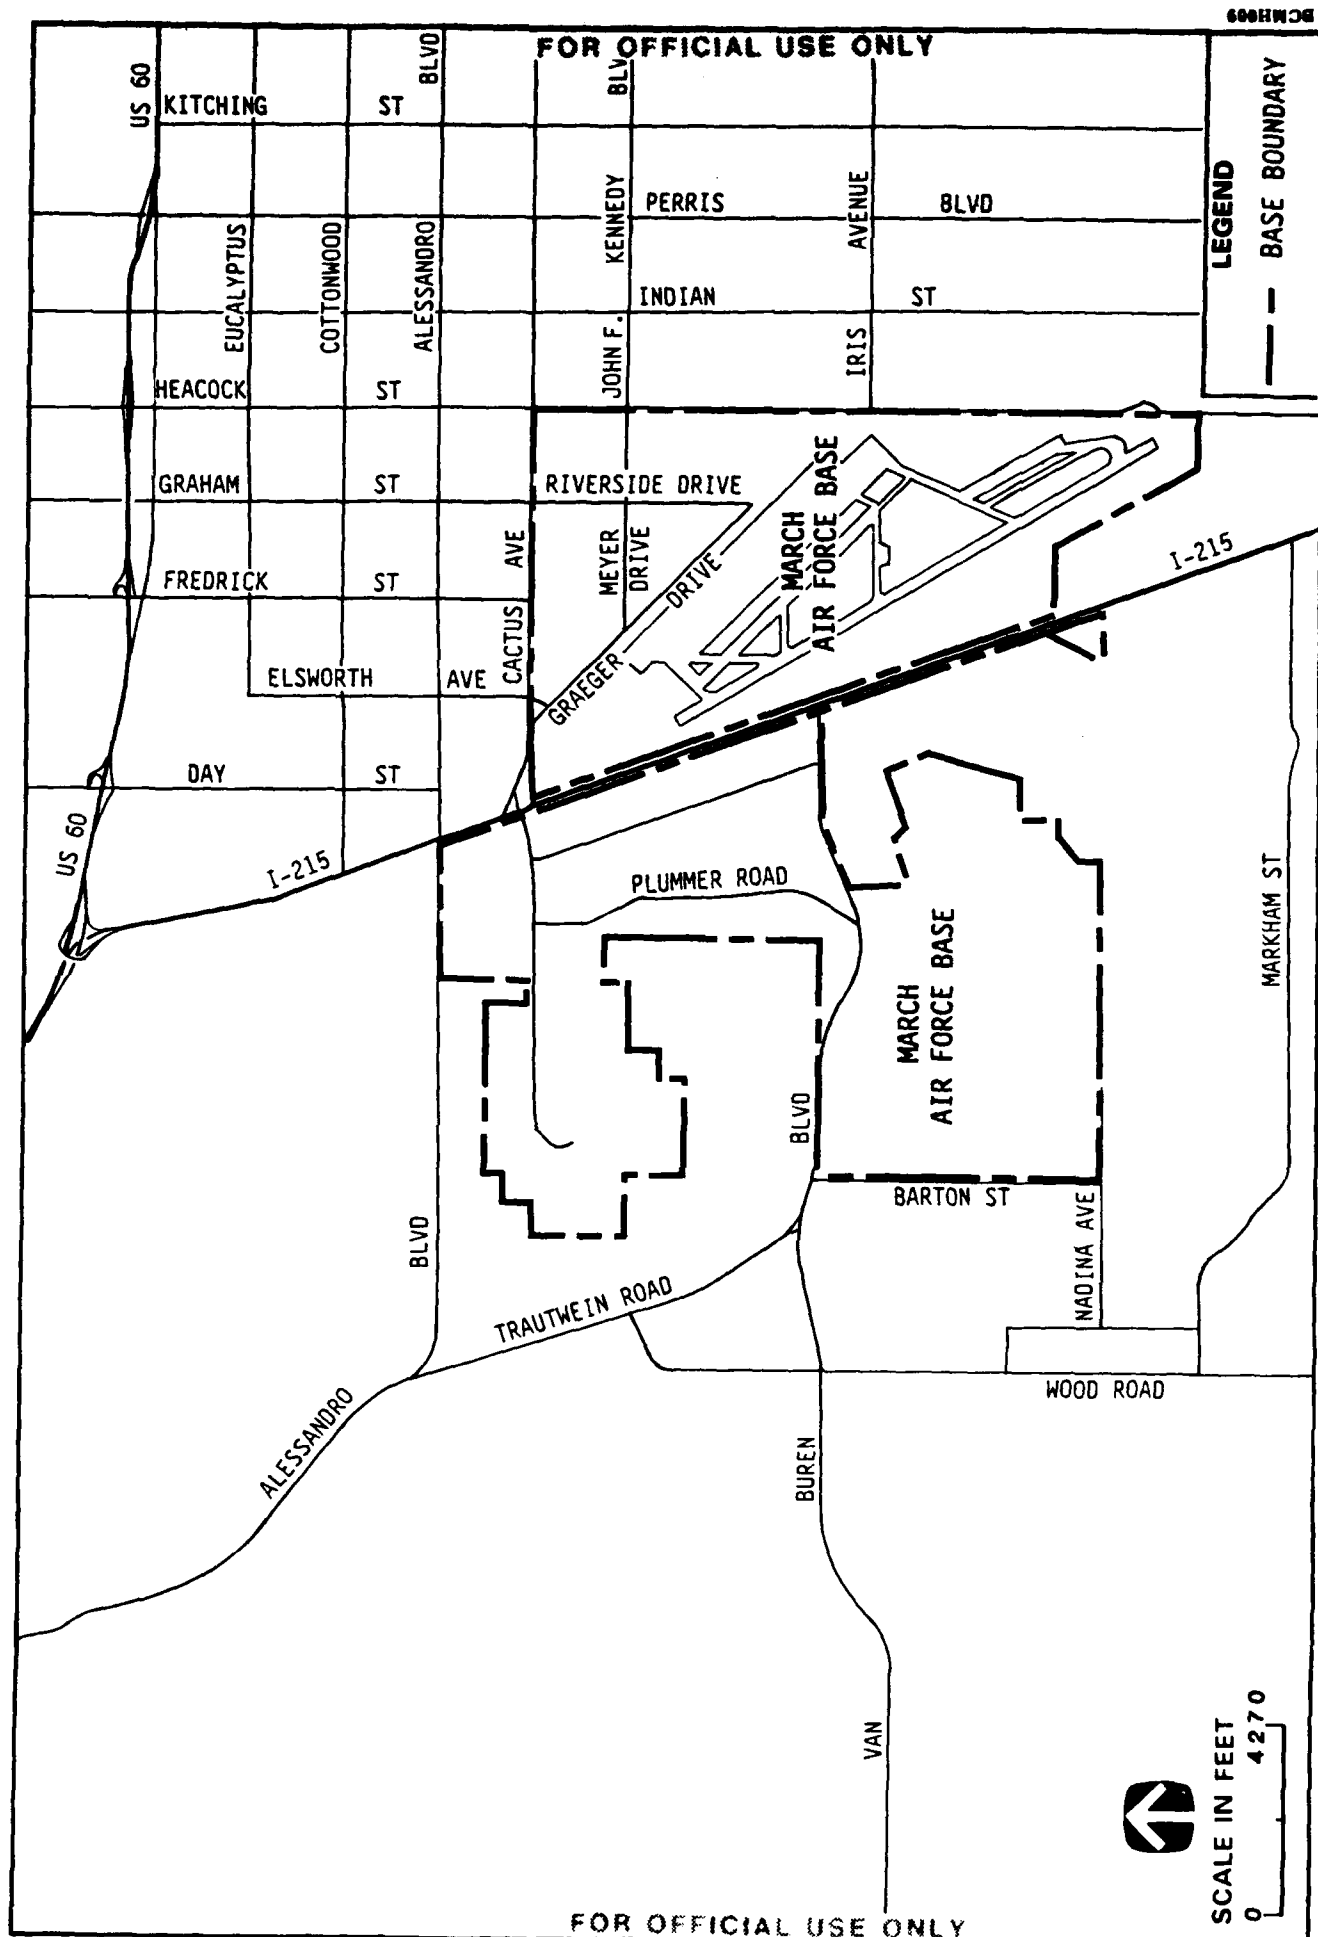 BCMH009
FOR OFFICIAL USE ONLY
US 60
KITCHING ST
BLVD
BLV
PERRIS BLVD
INDIAN ST
EUCALYPTUS
COTTONWOOD
ALESSANDRO
JOHN F. KENNEDY
IRIS AVENUE
HEACOCK ST
GRAHAM ST
RIVERSIDE DRIVE
FREDRICK ST
CACTUS AVE
MEYER
DRIVE
GRAEGER DRIVE
MARCH
AIR FORCE BASE
I-215
ELSWORTH AVE
DAY ST
US 60
I-215
PLUMMER ROAD
MARCH
AIR FORCE BASE
MARKHAM ST
BLVD
BARTON ST
NADINA AVE
BLVD
TRAUTWEIN ROAD
WOOD ROAD
ALESSANDRO
BUREN
VAN
LEGEND
BASE BOUNDARY
SCALE IN FEET
0 4270
FOR OFFICIAL USE ONLY